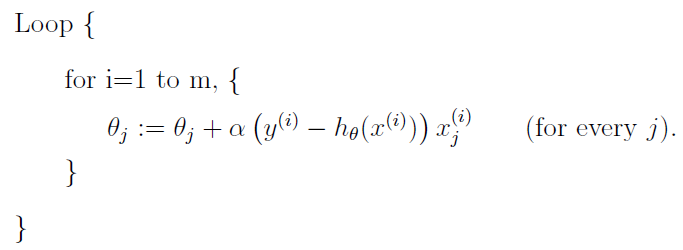 Loop {
for i=1 to m, {
θ_j := θ_j + α (y^(i) − h_θ(x^(i))) x_j^(i) (for every j).
}
}